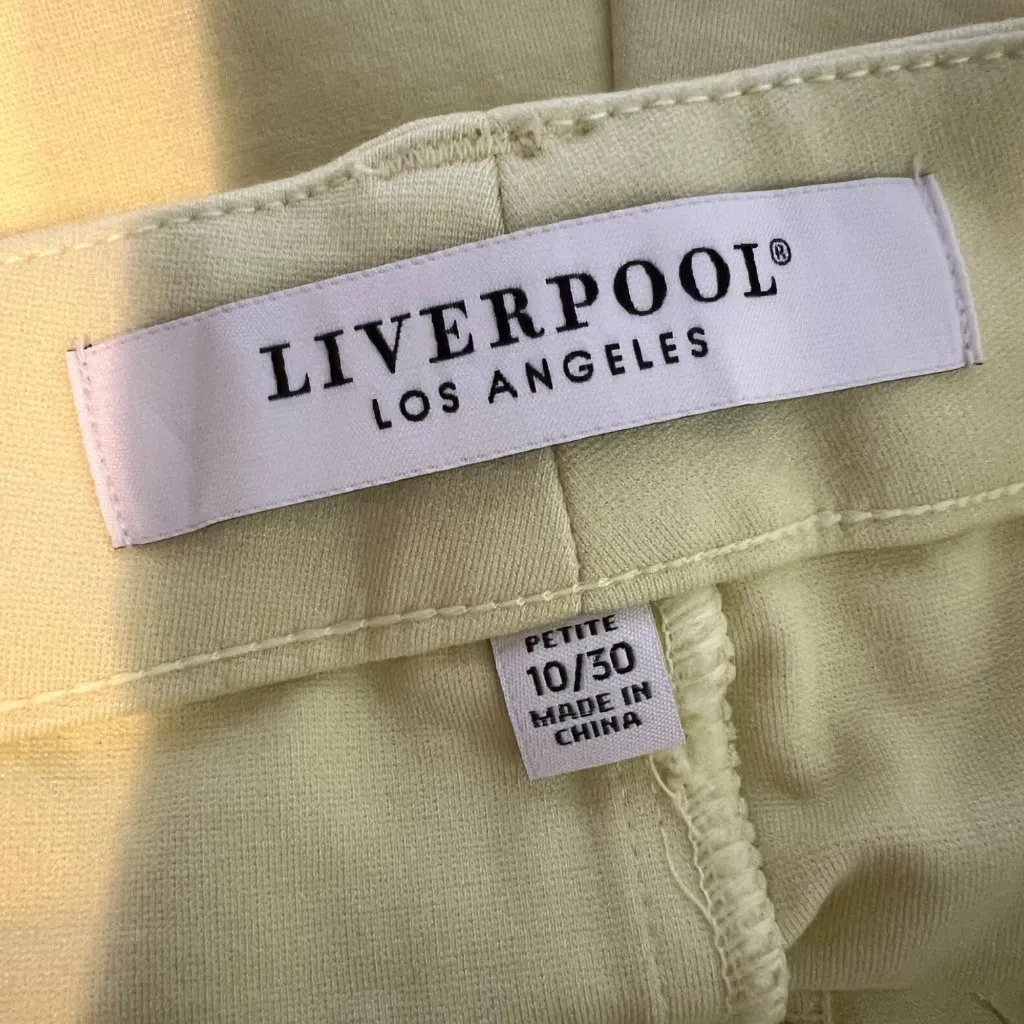 LIVERPOOL®
LOS ANGELES
PETITE
10/30
MADE IN
CHINA